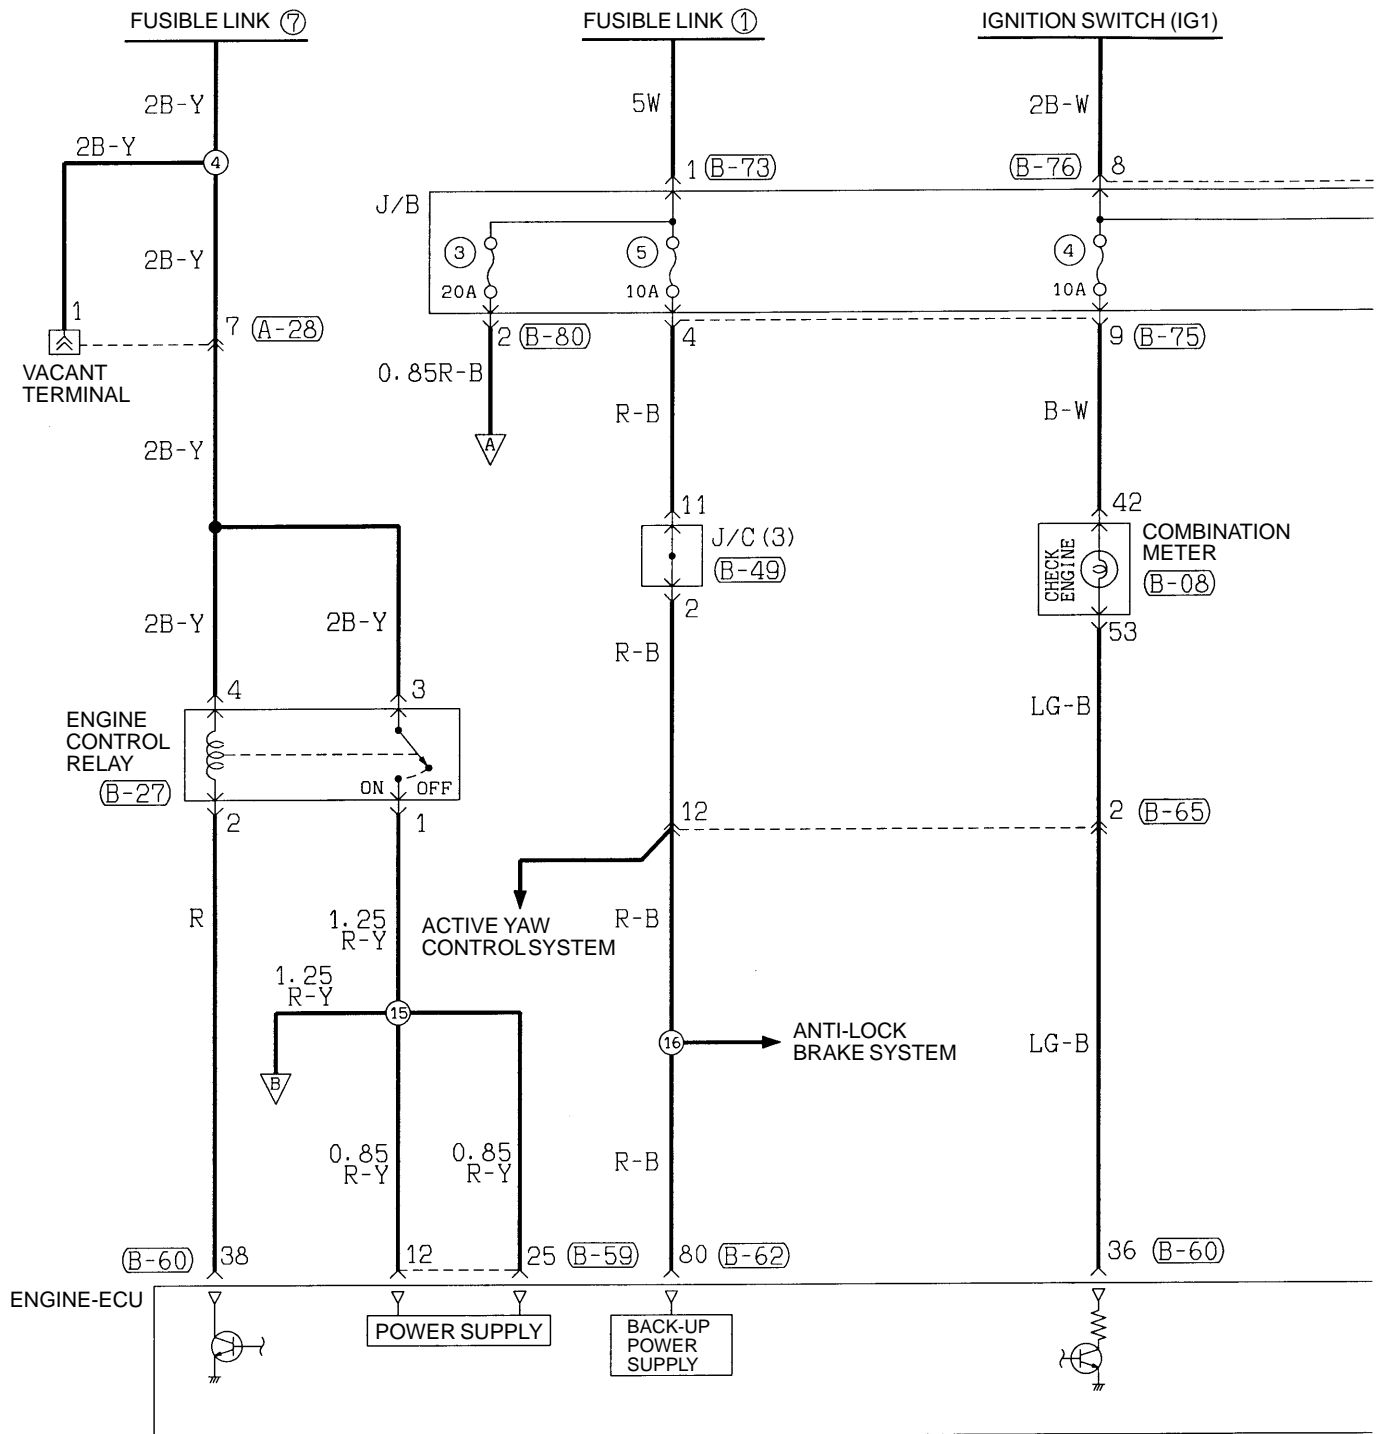 FUSIBLE LINK ⑦
FUSIBLE LINK ①
IGNITION SWITCH (IG1)
2B-Y
5W
2B-W
2B-Y
4
1 B-73
B-76 8
J/B
2B-Y
3
5
4
20A
10A
10A
1
7 A-28
2 B-80
4
9 B-75
VACANT
TERMINAL
0.85R-B
R-B
B-W
A
2B-Y
11
42
J/C (3)
B-49
CHECK
ENGINE
COMBINATION
METER
B-08
2
53
2B-Y
2B-Y
R-B
4
3
LG-B
ENGINE
CONTROL
RELAY
B-27
ON
OFF
2
1
12
2 B-65
R
1.25
R-Y
ACTIVE YAW
CONTROL SYSTEM
R-B
1.25
R-Y
15
16
ANTI-LOCK
BRAKE SYSTEM
LG-B
B
0.85
R-Y
0.85
R-Y
R-B
B-60 38
12
25 B-59
80 B-62
36 B-60
ENGINE-ECU
POWER SUPPLY
BACK-UP
POWER
SUPPLY